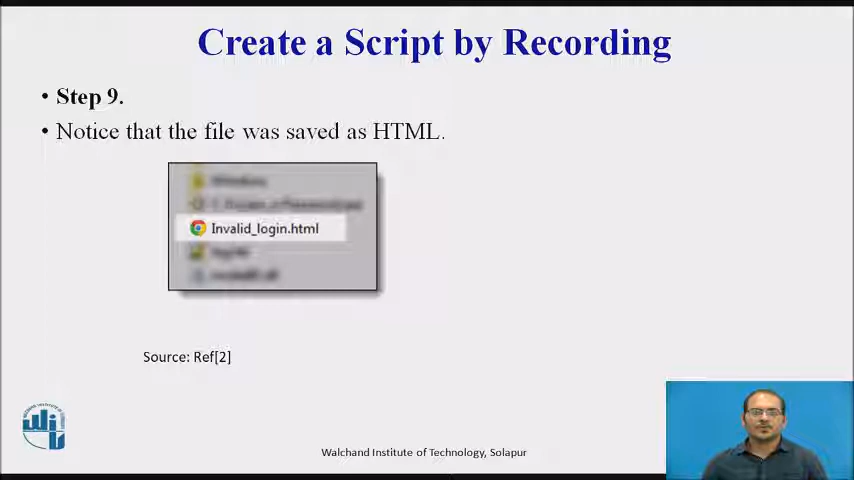 Create a Script by Recording
• Step 9.
• Notice that the file was saved as HTML.
Invalid_login.html
Source: Ref[2]
Walchand Institute of Technology, Solapur